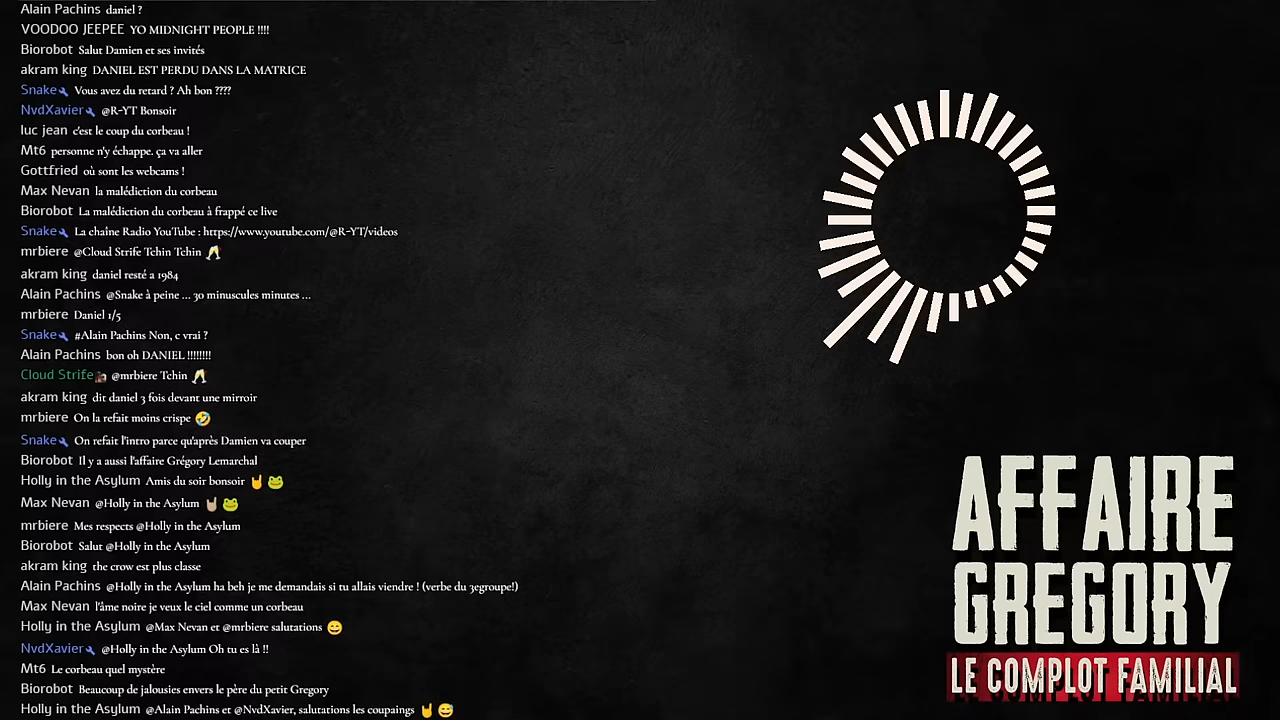 Alain Pachins daniel ?
VOODOO JEEPEE YO MIDNIGHT PEOPLE !!!!
Biorobot Salut Damien et ses invités
akram king DANIEL EST PERDU DANS LA MATRICE
Snake Vous avez du retard ? Ah bon ????
NvdXavier @R-YT Bonsoir
luc jean c'est le coup du corbeau !
Mt6 personne n'y échappe. ça va aller
Gottfried où sont les webcams !
Max Nevan la malédiction du corbeau
Biorobot La malédiction du corbeau à frappé ce live
Snake La chaîne Radio YouTube : https://www.youtube.com/@R-YT/videos
mrbiere @Cloud Strife Tchin Tchin 🥂
akram king daniel resté a 1984
Alain Pachins @Snake à peine ... 30 minuscules minutes ...
mrbiere Daniel 1/5
Snake #Alain Pachins Non, c vrai ?
Alain Pachins bon oh DANIEL !!!!!!!!
Cloud Strife @mrbiere Tchin 🥂
akram king dit daniel 3 fois devant une mirroir
mrbiere On la refait moins crispe 🤣
Snake On refait l'intro parce qu'après Damien va couper
Biorobot Il y a aussi l'affaire Grégory Lemarchal
Holly in the Asylum Amis du soir bonsoir 🤘 🐸
Max Nevan @Holly in the Asylum 🤘🏼 🐸
mrbiere Mes respects @Holly in the Asylum
Biorobot Salut @Holly in the Asylum
akram king the crow est plus classe
Alain Pachins @Holly in the Asylum ha beh je me demandais si tu allais viendre ! (verbe du 3egroupe!)
Max Nevan l'âme noire je veux le ciel comme un corbeau
Holly in the Asylum @Max Nevan et @mrbiere salutations 😄
NvdXavier @Holly in the Asylum Oh tu es là !!
Mt6 Le corbeau quel mystère
Biorobot Beaucoup de jalousies envers le père du petit Gregory
Holly in the Asylum @Alain Pachins et @NvdXavier, salutations les coupaings 🤘 😅
AFFAIRE
GREGORY
LE COMPLOT FAMILIAL